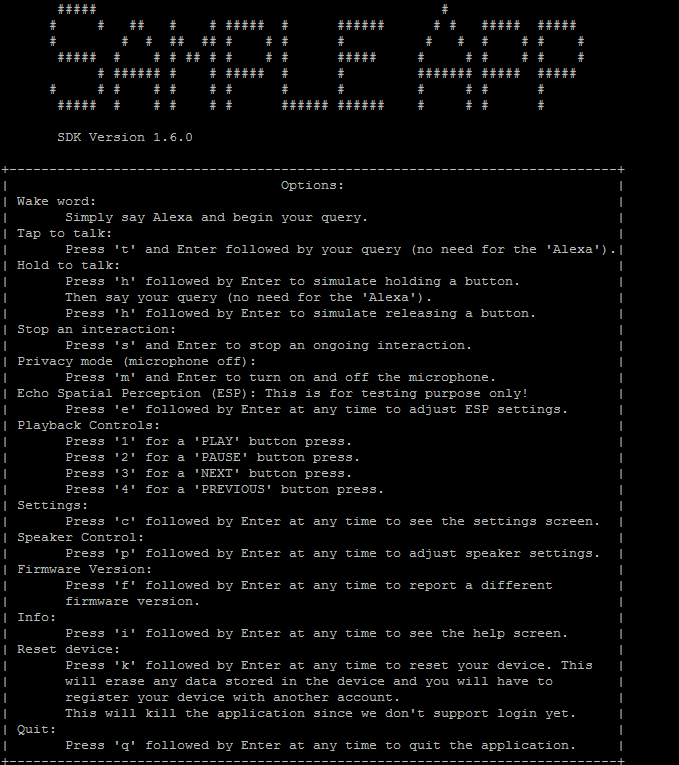 SAMPLE APP
SDK Version 1.6.0
Options:
Wake word:
Simply say Alexa and begin your query.
Tap to talk:
Press 't' and Enter followed by your query (no need for the 'Alexa').
Hold to talk:
Press 'h' followed by Enter to simulate holding a button.
Then say your query (no need for the 'Alexa').
Press 'h' followed by Enter to simulate releasing a button.
Stop an interaction:
Press 's' and Enter to stop an ongoing interaction.
Privacy mode (microphone off):
Press 'm' and Enter to turn on and off the microphone.
Echo Spatial Perception (ESP): This is for testing purpose only!
Press 'e' followed by Enter at any time to adjust ESP settings.
Playback Controls:
Press '1' for a 'PLAY' button press.
Press '2' for a 'PAUSE' button press.
Press '3' for a 'NEXT' button press.
Press '4' for a 'PREVIOUS' button press.
Settings:
Press 'c' followed by Enter at any time to see the settings screen.
Speaker Control:
Press 'p' followed by Enter at any time to adjust speaker settings.
Firmware Version:
Press 'f' followed by Enter at any time to report a different
firmware version.
Info:
Press 'i' followed by Enter at any time to see the help screen.
Reset device:
Press 'k' followed by Enter at any time to reset your device. This
will erase any data stored in the device and you will have to
register your device with another account.
This will kill the application since we don't support login yet.
Quit:
Press 'q' followed by Enter at any time to quit the application.